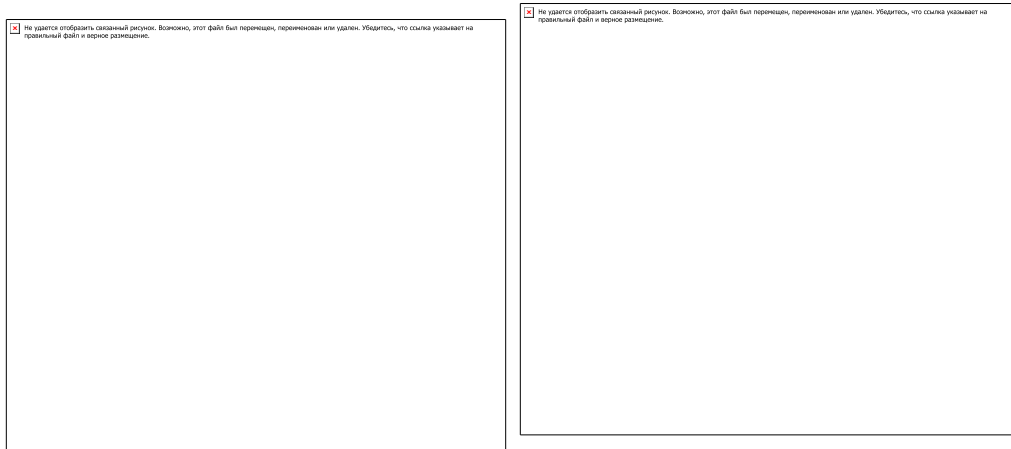 Не удается отобразить связанный рисунок. Возможно, этот файл был перемещен, переименован или удален. Убедитесь, что ссылка указывает на
правильный файл и верное размещение.
Не удается отобразить связанный рисунок. Возможно, этот файл был перемещен, переименован или удален. Убедитесь, что ссылка указывает на
правильный файл и верное размещение.